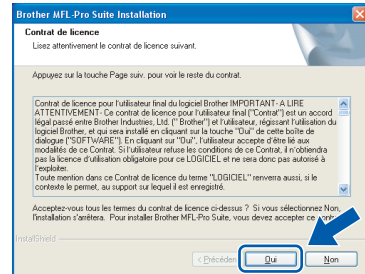 Brother MFL-Pro Suite Installation
Contrat de licence
Lisez attentivement le contrat de licence suivant.
Appuyez sur la touche Page suiv. pour voir le reste du contrat.
Contrat de licence pour l'utilisateur final du logiciel Brother IMPORTANT- A LIRE
ATTENTIVEMENT- Ce contrat de licence pour l'utilisateur final ("Contrat") est un accord
légal passé entre Brother Industries, Ltd. ("Brother") et l'utilisateur, régissant l'utilisation du
logiciel Brother, et qui sera installé en cliquant sur la touche "Oui" de cette boîte de
dialogue ("SOFTWARE"). En cliquant sur "Oui", l'utilisateur accepte d'être lié aux
modalités de ce Contrat. Si l'utilisateur refuse les conditions de ce Contrat, il n'obtiendra
pas la licence d'utilisation obligatoire pour ce LOGICIEL et ne sera donc pas autorisé à
l'exploiter.
Toute mention dans ce Contrat de licence du terme "LOGICIEL" renverra aussi, si le
contexte le permet, au support sur lequel il est enregistré.
Acceptez-vous tous les termes du contrat de licence ci-dessus ? Si vous sélectionnez Non,
l'installation s'arrêtera. Pour installer Brother MFL-Pro Suite, vous devez accepter ce
InstallShield
< Précéden
Oui
Non